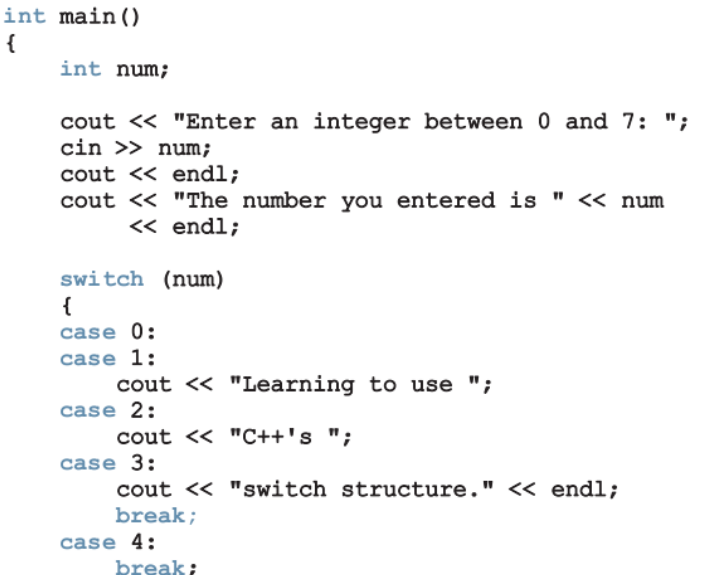 int main()
{
    int num;

    cout << "Enter an integer between 0 and 7: ";
    cin >> num;
    cout << endl;
    cout << "The number you entered is " << num
         << endl;

    switch (num)
    {
    case 0:
    case 1:
        cout << "Learning to use ";
    case 2:
        cout << "C++'s ";
    case 3:
        cout << "switch structure." << endl;
        break;
    case 4:
        break;